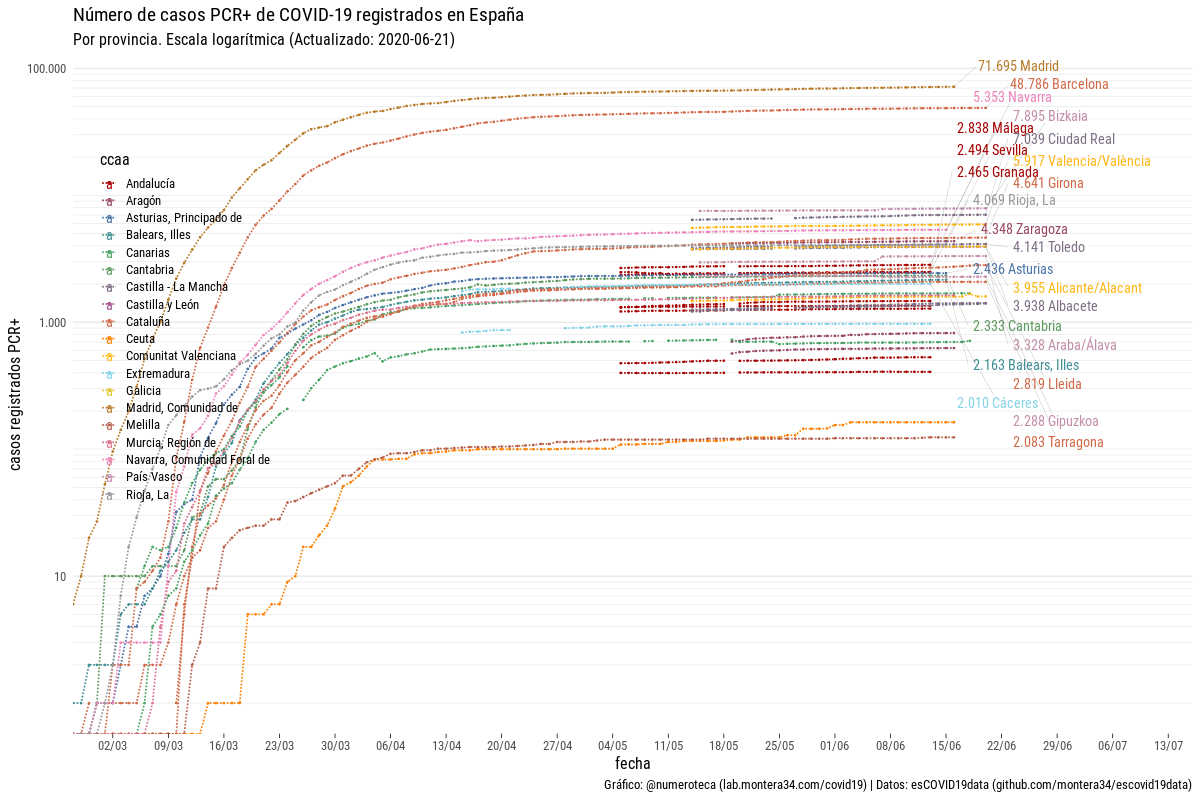 Número de casos PCR+ de COVID-19 registrados en España
Por provincia. Escala logarítmica (Actualizado: 2020-06-21)
100.000
1.000
10
casos registrados PCR+
ccaa
Andalucía
Aragón
Asturias, Principado de
Balears, Illes
Canarias
Cantabria
Castilla - La Mancha
Castilla y León
Cataluña
Ceuta
Comunitat Valenciana
Extremadura
Galicia
Madrid, Comunidad de
Melilla
Murcia, Región de
Navarra, Comunidad Foral de
País Vasco
Rioja, La
71.695 Madrid
48.786 Barcelona
5.353 Navarra
7.895 Bizkaia
2.838 Málaga
7.039 Ciudad Real
2.494 Sevilla
5.917 Valencia/València
2.465 Granada
4.641 Girona
4.069 Rioja, La
4.348 Zaragoza
4.141 Toledo
2.436 Asturias
3.955 Alicante/Alacant
3.938 Albacete
2.333 Cantabria
3.328 Araba/Álava
2.163 Balears, Illes
2.819 Lleida
2.010 Cáceres
2.288 Gipuzkoa
2.083 Tarragona
02/03 09/03 16/03 23/03 30/03 06/04 13/04 20/04 27/04 04/05 11/05 18/05 25/05 01/06 08/06 15/06 22/06 29/06 06/07 13/07
fecha
Gráfico: @numeroteca (lab.montera34.com/covid19) | Datos: esCOVID19data (github.com/montera34/escovid19data)